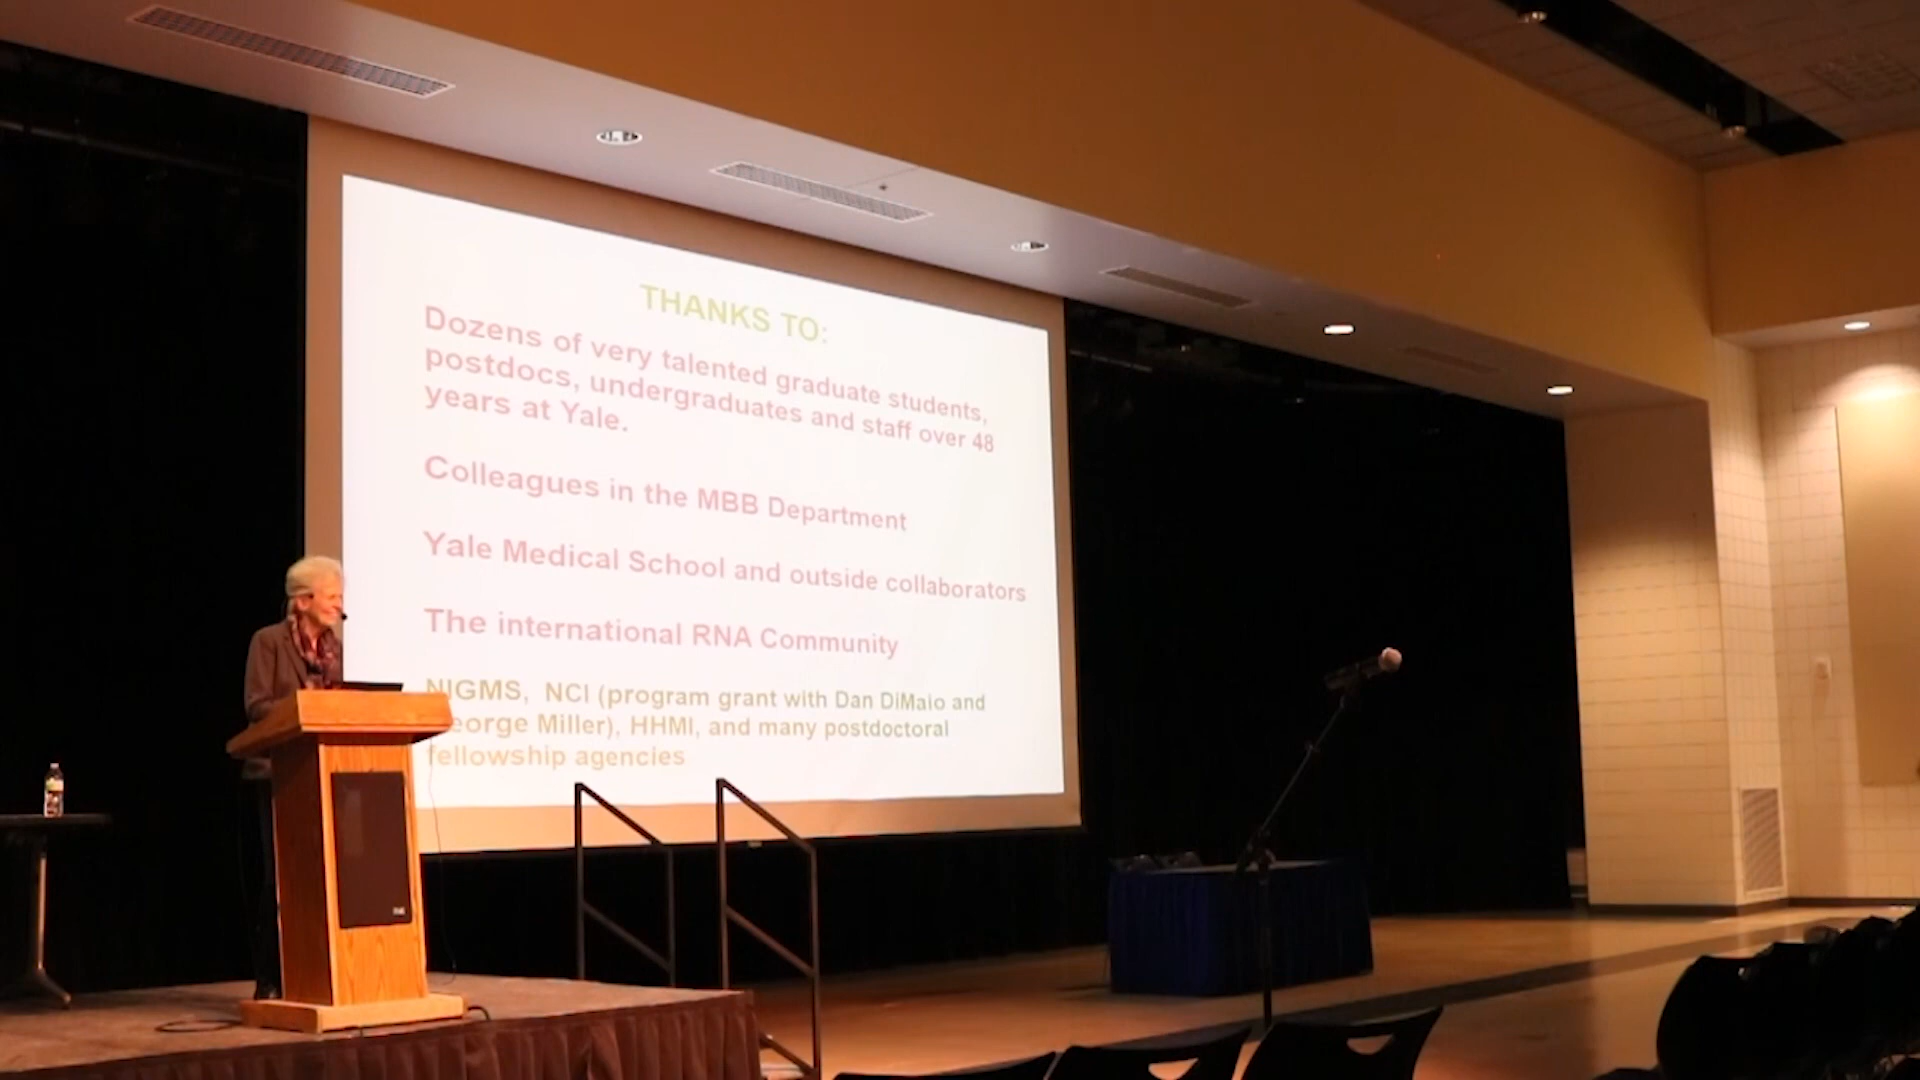 THANKS TO:
Dozens of very talented graduate students,
postdocs, undergraduates and staff over 48
years at Yale.
Colleagues in the MBB Department
Yale Medical School and outside collaborators
The international RNA Community
NIGMS, NCI (program grant with Dan DiMaio and
eorge Miller), HHMI, and many postdoctoral
fellowship agencies